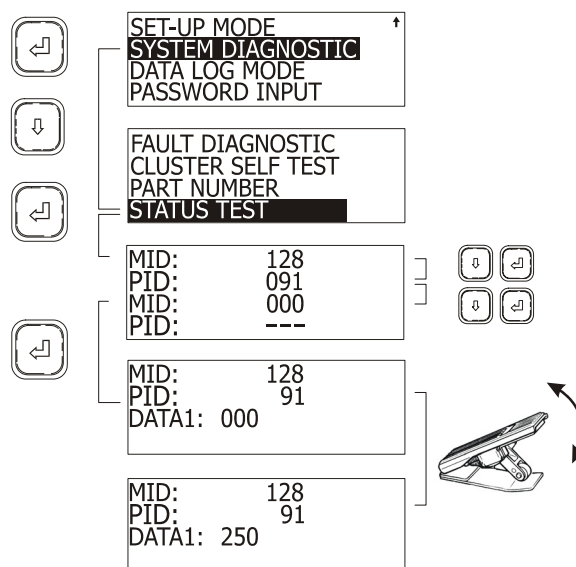 SET-UP MODE
SYSTEM DIAGNOSTIC
DATA LOG MODE
PASSWORD INPUT
FAULT DIAGNOSTIC
CLUSTER SELF TEST
PART NUMBER
STATUS TEST
MID: 128
PID: 091
MID: 000
PID: ---
MID: 128
PID: 91
DATA1: 000
MID: 128
PID: 91
DATA1: 250